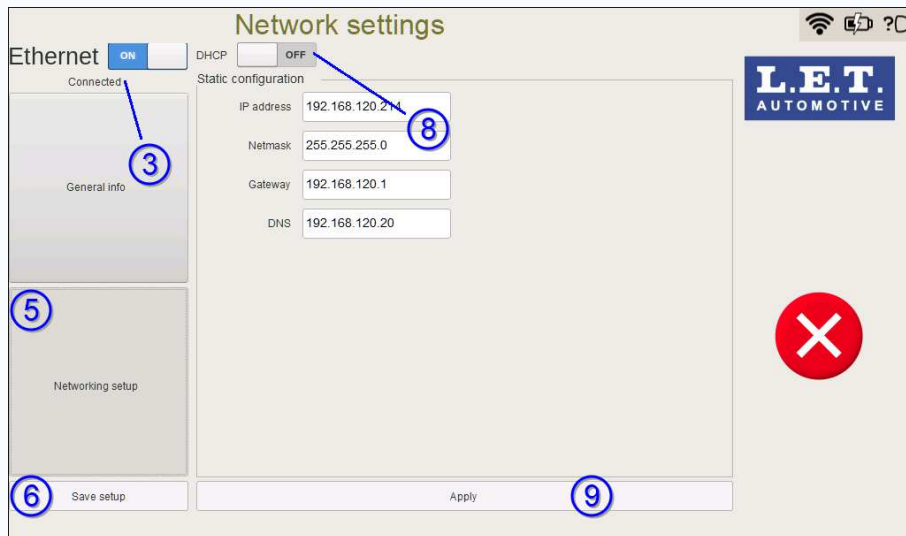 Network settings
Ethernet ON
DHCP OFF
Connected
Static configuration
L.E.T.
AUTOMOTIVE
IP address 192.168.120.214
8
Netmask 255.255.255.0
3
General info
Gateway 192.168.120.1
DNS 192.168.120.20
5
Networking setup
6 Save setup
Apply 9